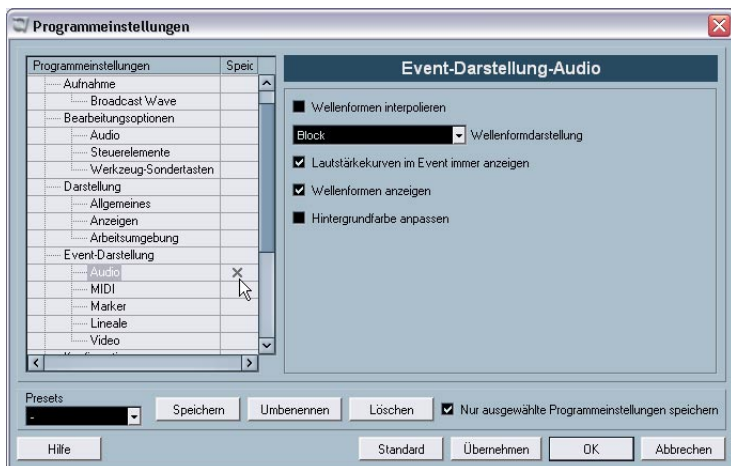 Programmeinstellungen
Programmeinstellungen Speic
Aufnahme
Broadcast Wave
Bearbeitungsoptionen
Audio
Steuerelemente
Werkzeug-Sondertasten
Darstellung
Allgemeines
Anzeigen
Arbeitsumgebung
Event-Darstellung
Audio
MIDI
Marker
Lineale
Video
Event-Darstellung-Audio
Wellenformen interpolieren
Block Wellenformdarstellung
Lautstärkekurven im Event immer anzeigen
Wellenformen anzeigen
Hintergrundfarbe anpassen
Presets
-
Speichern Umbenennen Löschen Nur ausgewählte Programmeinstellungen speichern
Hilfe Standard Übernehmen OK Abbrechen